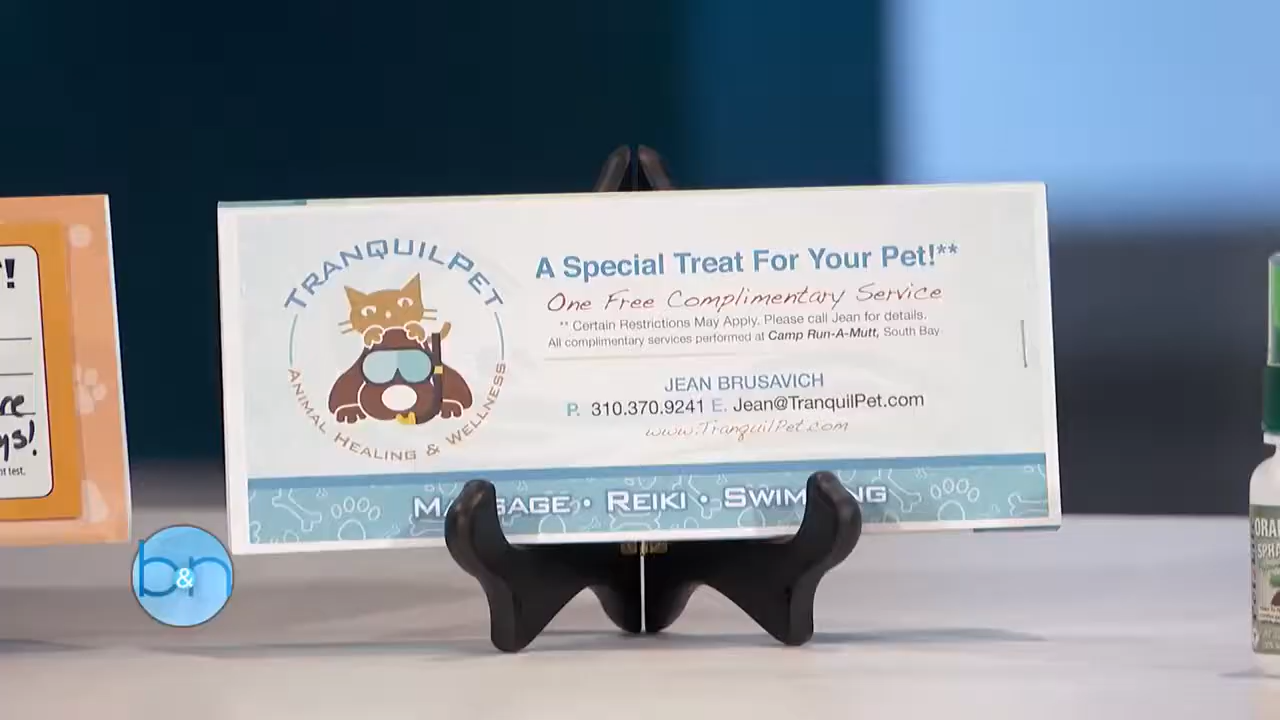 TRANQUILPET
ANIMAL HEALING & WELLNESS
A Special Treat For Your Pet!**
One Free Complimentary Service
** Certain Restrictions May Apply. Please call Jean for details.
All complimentary services performed at Camp Run-A-Mutt, South Bay
JEAN BRUSAVICH
P. 310.370.9241 E. Jean@TranquilPet.com
www.TranquilPet.com
REIKI •
b&n